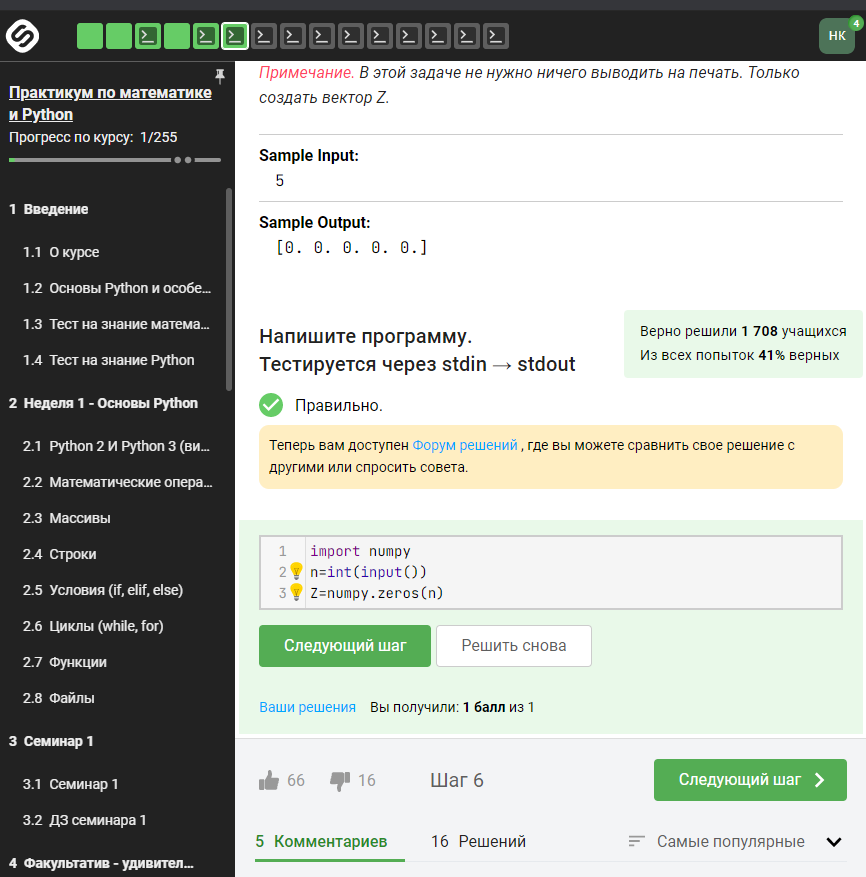 НК
4
Практикум по математике
и Python
Прогресс по курсу: 1/255
1 Введение
1.1 О курсе
1.2 Основы Python и особе...
1.3 Тест на знание матема...
1.4 Тест на знание Python
2 Неделя 1 - Основы Python
2.1 Python 2 И Python 3 (ви...
2.2 Математические опера...
2.3 Массивы
2.4 Строки
2.5 Условия (if, elif, else)
2.6 Циклы (while, for)
2.7 Функции
2.8 Файлы
3 Семинар 1
3.1 Семинар 1
3.2 ДЗ семинара 1
4 Факультатив - удивител...
Примечание. В этой задаче не нужно ничего выводить на печать. Только
создать вектор Z.
Sample Input:
5
Sample Output:
[0. 0. 0. 0. 0.]
Напишите программу.
Тестируется через stdin → stdout
Верно решили 1 708 учащихся
Из всех попыток 41% верных
Правильно.
Теперь вам доступен Форум решений , где вы можете сравнить свое решение с
другими или спросить совета.
1 import numpy
2 n=int(input())
3 Z=numpy.zeros(n)
Следующий шаг
Решить снова
Ваши решения Вы получили: 1 балл из 1
66 16 Шаг 6 Следующий шаг
5 Комментариев 16 Решений Самые популярные